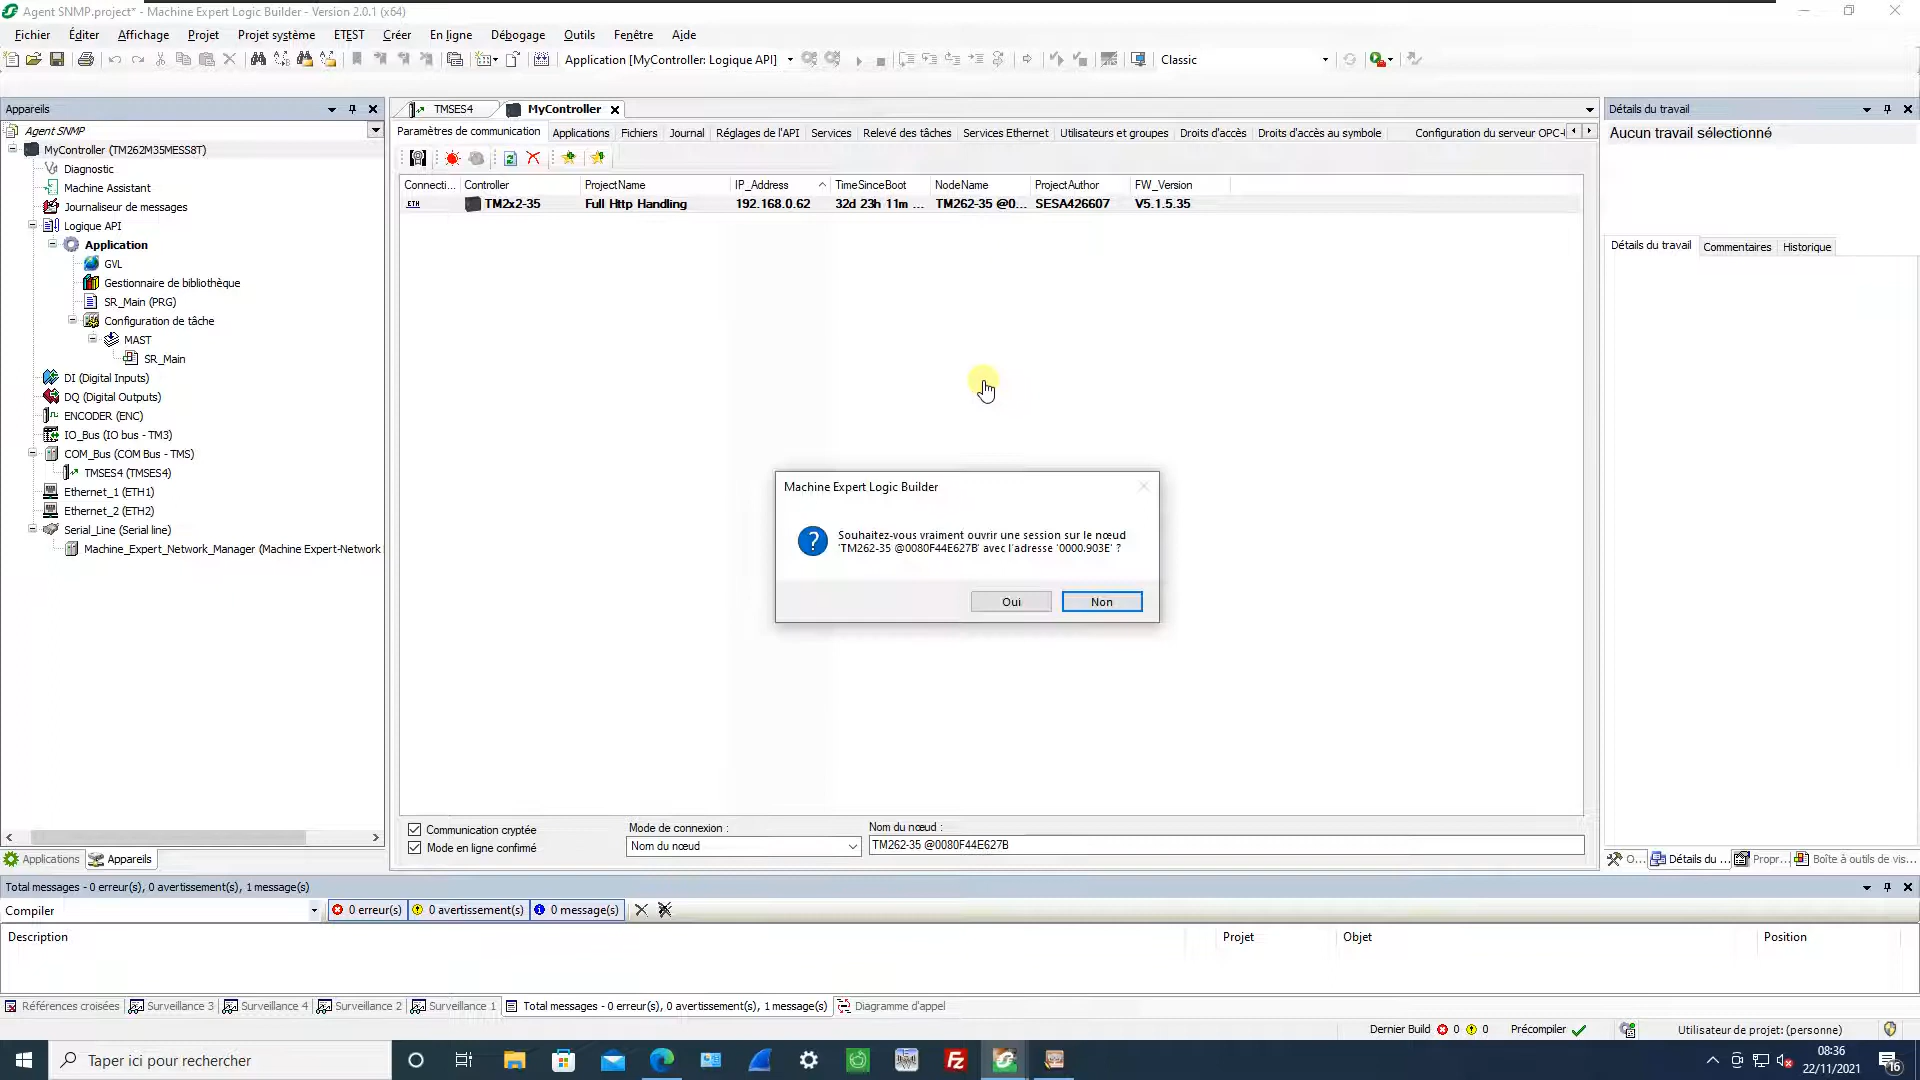 Agent SNMP.project* - Machine Expert Logic Builder - Version 2.0.1 (x64)
Fichier Éditer Affichage Projet Projet système ETEST Créer En ligne Débogage Outils Fenêtre Aide
Application [MyController: Logique API] Classic
Appareils
Agent SNMP
MyController (TM262M35MESS8T)
Diagnostic
Machine Assistant
Journaliseur de messages
Logique API
Application
GVL
Gestionnaire de bibliothèque
SR_Main (PRG)
Configuration de tâche
MAST
SR_Main
DI (Digital Inputs)
DQ (Digital Outputs)
ENCODER (ENC)
IO_Bus (IO bus - TM3)
COM_Bus (COM Bus - TMS)
TMSES4 (TMSES4)
Ethernet_1 (ETH1)
Ethernet_2 (ETH2)
Serial_Line (Serial line)
Machine_Expert_Network_Manager (Machine Expert-Network
Applications Appareils
TMSES4 MyController
Paramètres de communication Applications Fichiers Journal Réglages de l'API Services Relevé des tâches Services Ethernet Utilisateurs et groupes Droits d'accès Droits d'accès au symbole Configuration du serveur OPC-
Connecti... Controller ProjectName IP_Address TimeSinceBoot NodeName ProjectAuthor FW_Version
ETH TM2x2-35 Full Http Handling 192.168.0.62 32d 23h 11m ... TM262-35 @0... SESA426607 V5.1.5.35
Machine Expert Logic Builder
?
Souhaitez-vous vraiment ouvrir une session sur le nœud
'TM262-35 @0080F44E627B' avec l'adresse '0000.903E' ?
Oui Non
Communication cryptée
Mode en ligne confirmé
Mode de connexion :
Nom du nœud
Nom du nœud :
TM262-35 @0080F44E627B
Détails du travail
Aucun travail sélectionné
Détails du travail Commentaires Historique
O... Détails du ... Propr... Boîte à outils de vis...
Total messages - 0 erreur(s), 0 avertissement(s), 1 message(s)
Compiler 0 erreur(s) 0 avertissement(s) 0 message(s)
Description Projet Objet Position
Références croisées Surveillance 3 Surveillance 4 Surveillance 2 Surveillance 1 Total messages - 0 erreur(s), 0 avertissement(s), 1 message(s) Diagramme d'appel
Dernier Build 0 0 Précompiler Utilisateur de projet: (personne)
Taper ici pour rechercher
Fz
08:36
22/11/2021
16